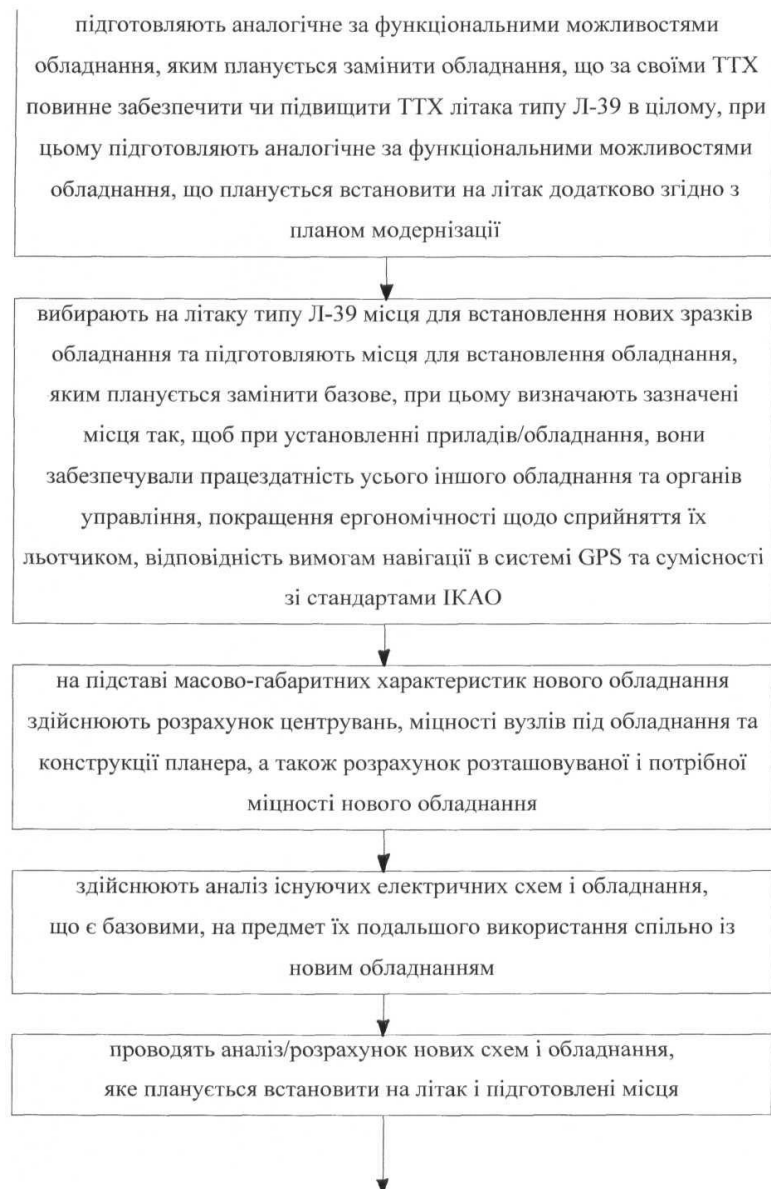 підготовляють аналогічне за функціональними можливостями
обладнання, яким планується замінити обладнання, що за своїми ТТХ
повинне забезпечити чи підвищити ТТХ літака типу Л-39 в цілому, при
цьому підготовляють аналогічне за функціональними можливостями
обладнання, що планується встановити на літак додатково згідно з
планом модернізації
вибирають на літаку типу Л-39 місця для встановлення нових зразків
обладнання та підготовляють місця для встановлення обладнання,
яким планується замінити базове, при цьому визначають зазначені
місця так, щоб при установленні приладів/обладнання, вони
забезпечували працездатність усього іншого обладнання та органів
управління, покращення ергономічності щодо сприйняття їх
льотчиком, відповідність вимогам навігації в системі GPS та сумісності
зі стандартами ІКАО
на підставі масово-габаритних характеристик нового обладнання
здійснюють розрахунок центрувань, міцності вузлів під обладнання та
конструкції планера, а також розрахунок розташовуваної і потрібної
міцності нового обладнання
здійснюють аналіз існуючих електричних схем і обладнання,
що є базовими, на предмет їх подальшого використання спільно із
новим обладнанням
проводять аналіз/розрахунок нових схем і обладнання,
яке планується встановити на літак і підготовлені місця